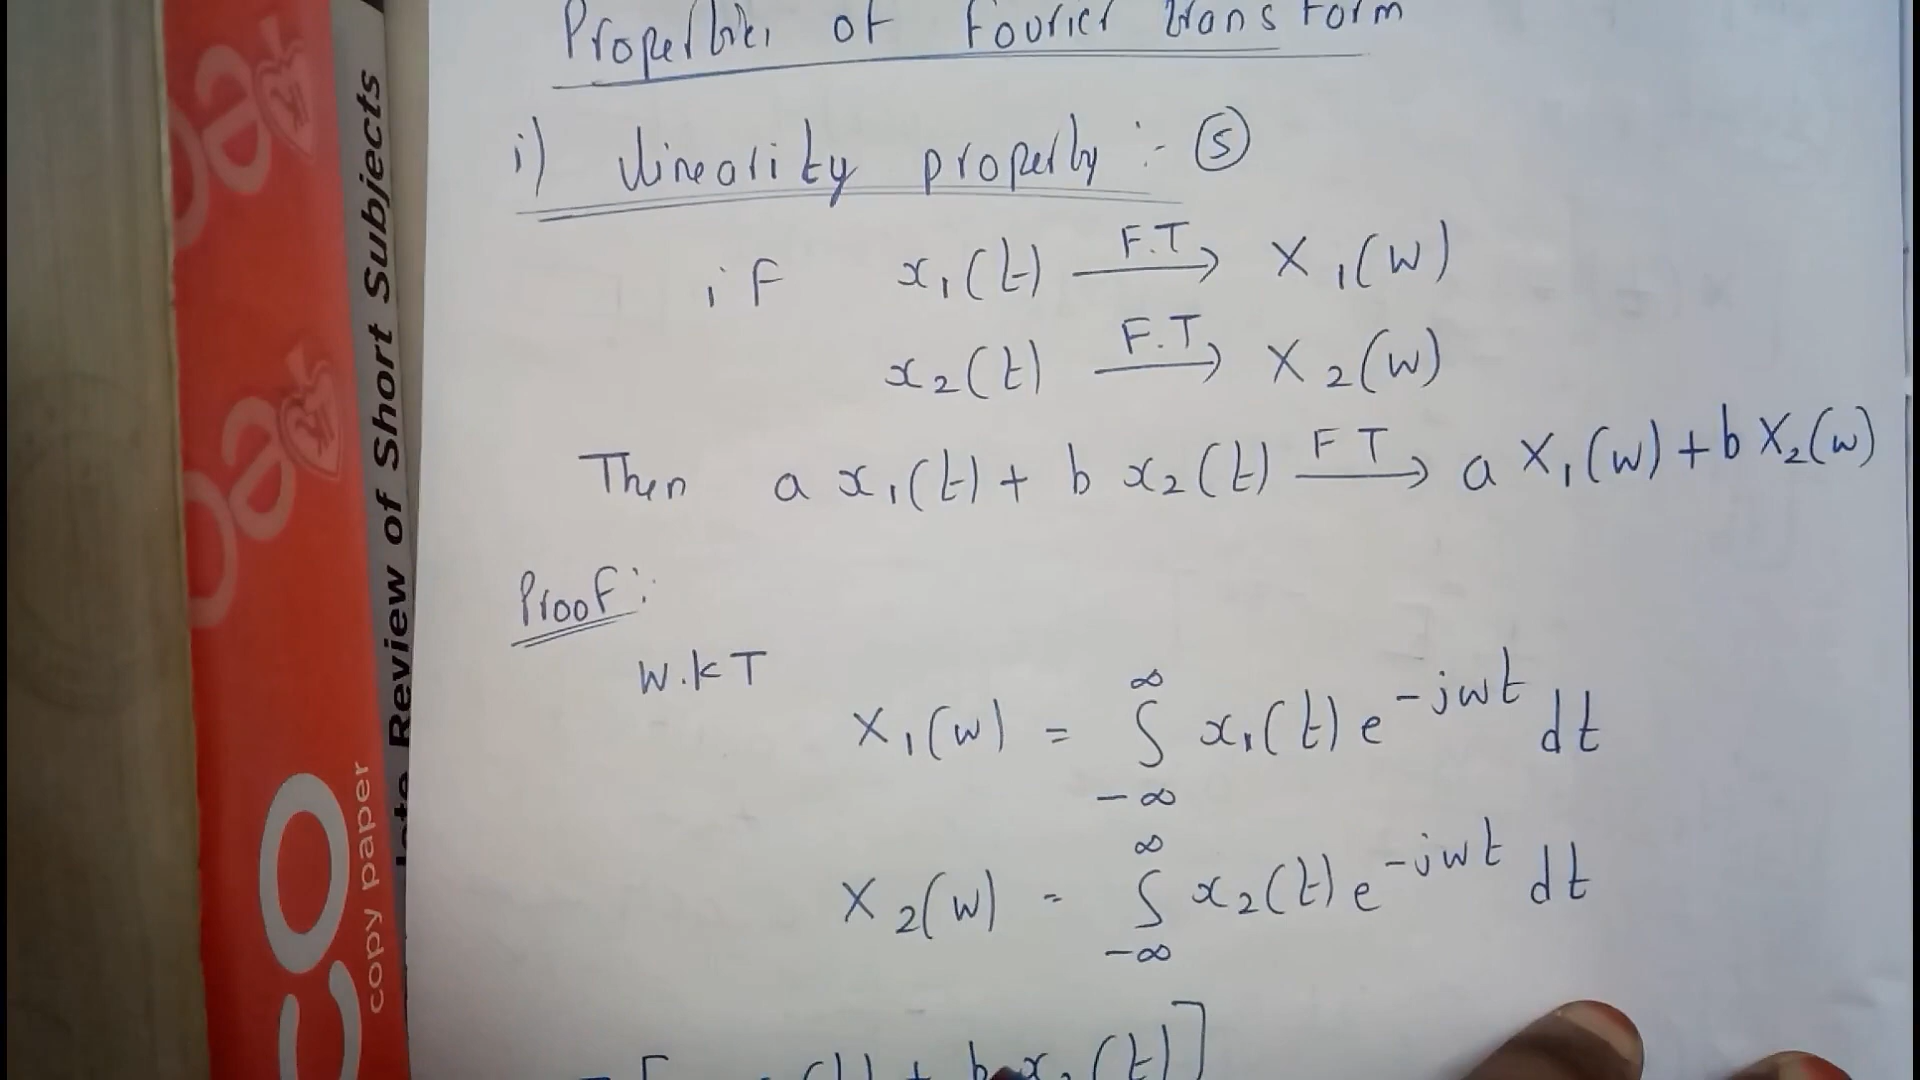 Properties of Fourier transform
i) Linearity property :- (5)
if x₁(t) F.T → X₁(w)
x₂(t) F.T → X₂(w)
Then a x₁(t) + b x₂(t) F T → a X₁(w) + b X₂(w)
Proof :
W.K T
X₁(w) = ∫_{-∞}^{∞} x₁(t) e^{-jwt} dt
X₂(w) = ∫_{-∞}^{∞} x₂(t) e^{-jwt} dt
+ b x₂(t)]
Review of Short Subjects
copy paper